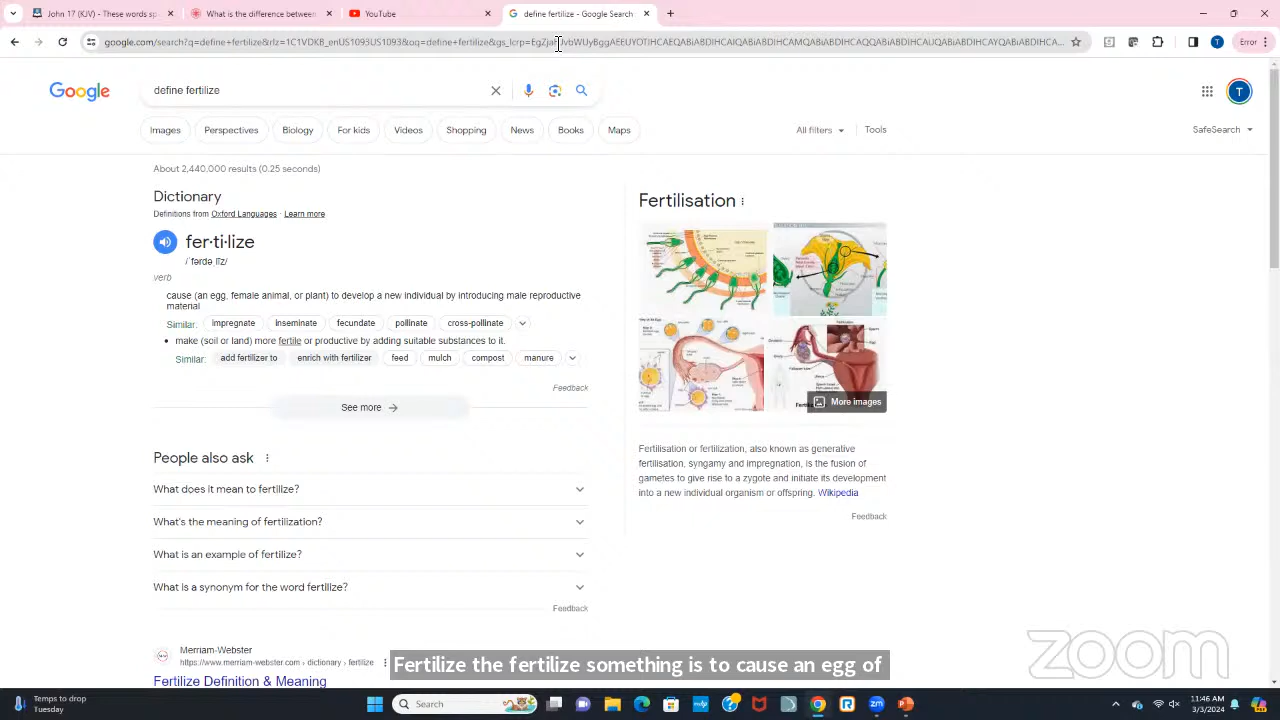 John 17 (KJV) - These words sp
What is the difference between
YouTube
define fertilize - Google Search
Error
Google
define fertilize
Images
Perspectives
Biology
For kids
Videos
Shopping
News
Books
Maps
All filters
Tools
SafeSearch
T
About 2,440,000 results (0.25 seconds)
Dictionary
Definitions from Oxford Languages · Learn more
fer·til·ize
verb
cause (an egg, female animal, or plant) to develop a new individual by introducing male reproductive
material
Similar: impregnate inseminate fecundate pollinate cross-pollinate
make (soil or land) more fertile or productive by adding suitable substances to it.
Similar: add fertilizer to enrich with fertilizer feed mulch compost manure
Feedback
See more
People also ask
What does it mean to fertilize?
What's the meaning of fertilization?
What is an example of fertilize?
What is a synonym for the word fertilize?
Feedback
Merriam-Webster
https://www.merriam-webster.com › dictionary › fertilize
Fertilize Definition & Meaning
Fertilisation
More images
Fertilisation or fertilization, also known as generative
fertilisation, syngamy and impregnation, is the fusion of
gametes to give rise to a zygote and initiate its development
into a new individual organism or offspring. Wikipedia
Feedback
Fertilize the fertilize something is to cause an egg of
zoom
Temps to drop
Tuesday
Search
11:46 AM
3/3/2024